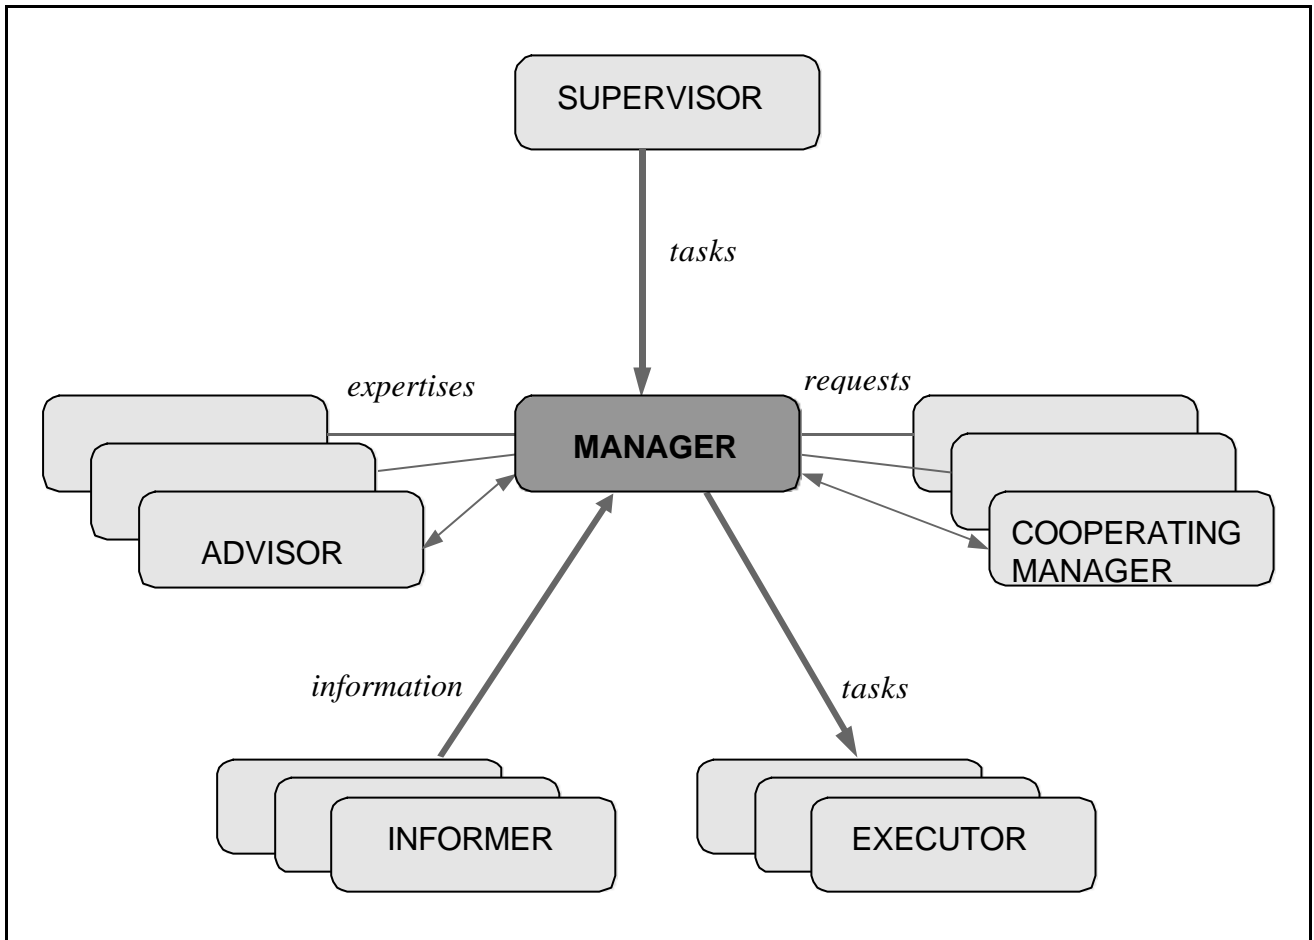 SUPERVISOR
tasks
expertises
requests
MANAGER
ADVISOR
COOPERATING
MANAGER
information
tasks
INFORMER
EXECUTOR